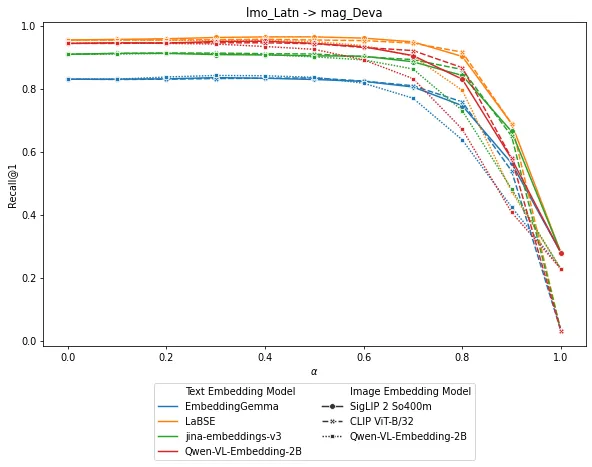 lmo_Latn -> mag_Deva
Recall@1
1.0
0.8
0.6
0.4
0.2
0.0
0.0 0.2 0.4 0.6 0.8 1.0
α
Text Embedding Model
EmbeddingGemma
LaBSE
jina-embeddings-v3
Qwen-VL-Embedding-2B
Image Embedding Model
SigLIP 2 So400m
CLIP ViT-B/32
Qwen-VL-Embedding-2B